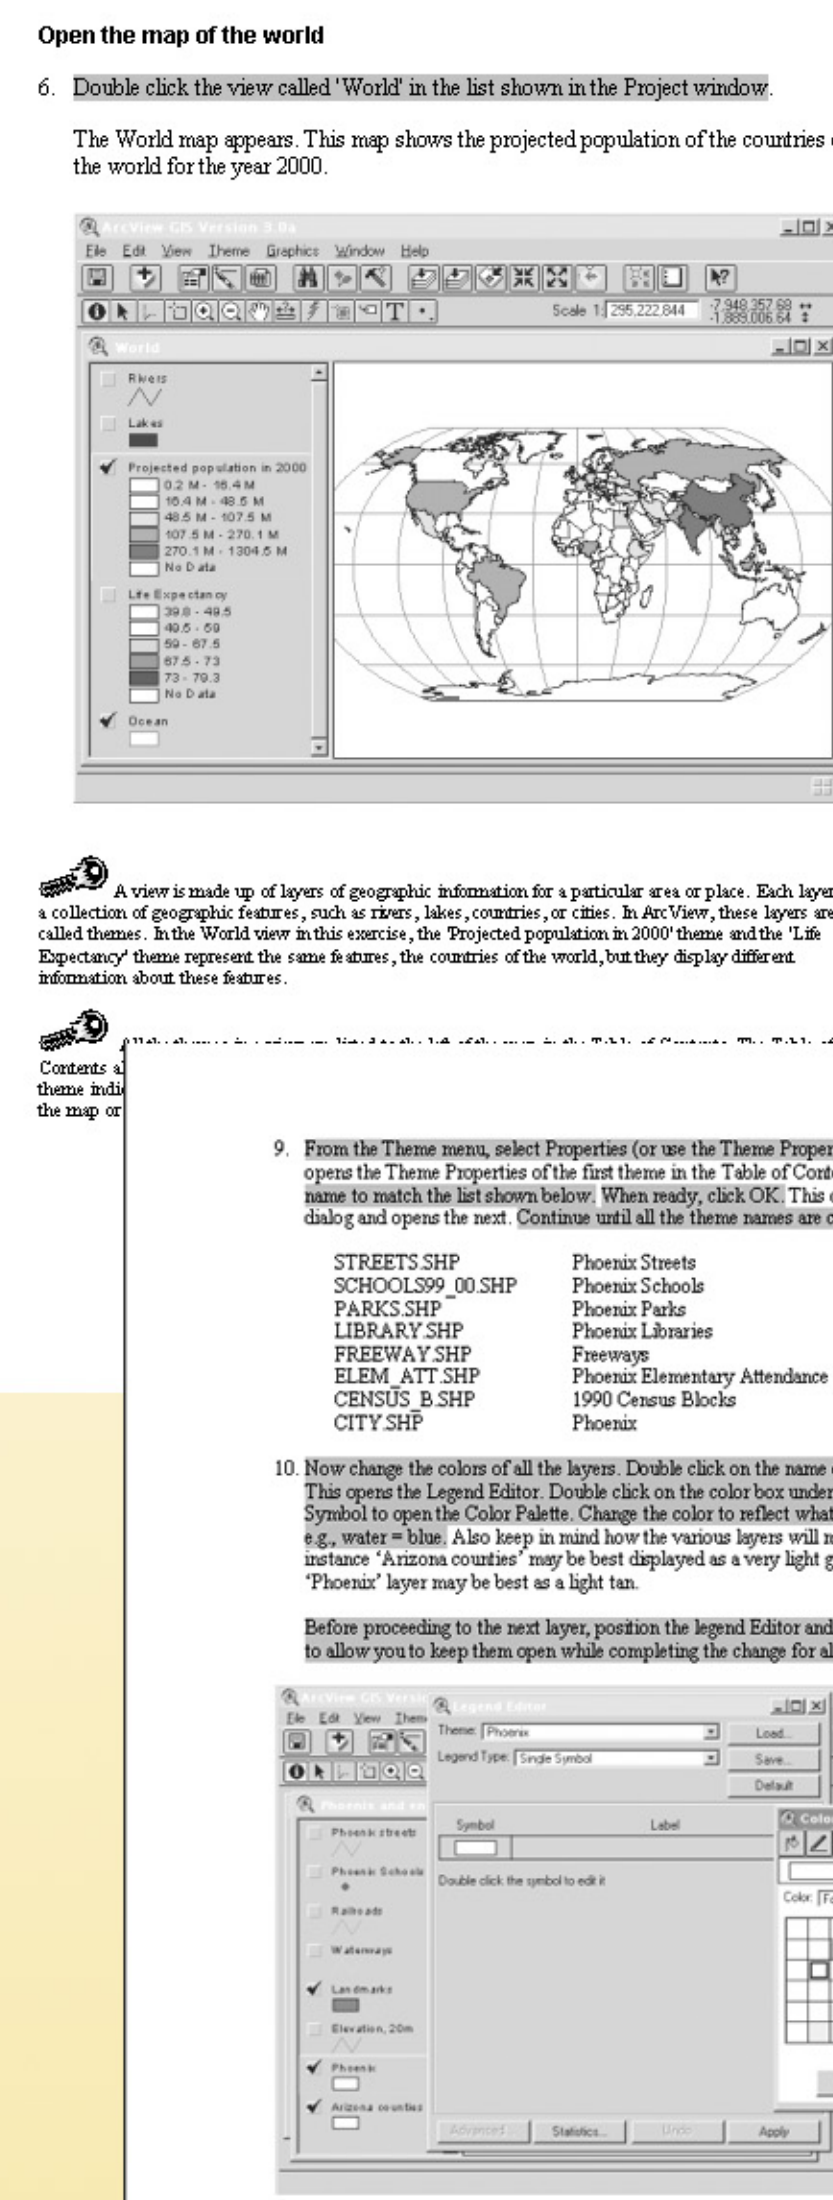 Open the map of the world
6. Double click the view called 'World' in the list shown in the Project window.
The World map appears. This map shows the projected population of the countries
the world for the year 2000.
ArcView GIS Version 3.0a
File Edit View Theme Graphics Window Help
Scale 1: 295,222,844 -7,948,357.68
-1,889,006.64
World
Rivers
Lakes
Projected population in 2000
0.2 M - 16.4 M
16.4 M - 48.5 M
48.5 M - 107.5 M
107.5 M - 270.1 M
270.1 M - 1304.5 M
No Data
Life Expectancy
39.8 - 49.5
49.5 - 59
59 - 67.5
67.5 - 73
73 - 79.3
No Data
Ocean
A view is made up of layers of geographic information for a particular area or place. Each layer
a collection of geographic features, such as rivers, lakes, countries, or cities. In ArcView, these layers are
called themes. In the World view in this exercise, the 'Projected population in 2000' theme and the 'Life
Expectancy' theme represent the same features, the countries of the world, but they display different
information about these features.
Contents
theme
the map or
9. From the Theme menu, select Properties (or use the Theme
opens the Theme Properties of the first theme in the Table of
name to match the list shown below. When ready, click OK. This
dialog and opens the next. Continue until all the theme names are
STREETS.SHP Phoenix Streets
SCHOOLS99_00.SHP Phoenix Schools
PARKS.SHP Phoenix Parks
LIBRARY.SHP Phoenix Libraries
FREEWAY.SHP Freeways
ELEM_ATT.SHP Phoenix Elementary Attendance
CENSUS_B.SHP 1990 Census Blocks
CITY.SHP Phoenix
10. Now change the colors of all the layers. Double click on the name
This opens the Legend Editor. Double click on the color box under
Symbol to open the Color Palette. Change the color to reflect what
e.g., water = blue. Also keep in mind how the various layers will
instance 'Arizona counties' may be best displayed as a very light
'Phoenix' layer may be best as a light tan.
Before proceeding to the next layer, position the legend Editor and
to allow you to keep them open while completing the change for
ArcView GIS
File Edit View
Legend Editor
Theme: Phoenix Load...
Legend Type: Single Symbol Save...
Default
Phoenix and
Symbol Label
Double click the symbol to edit it
Color:
Phoenix streets
Phoenix Schools
Railroads
Waterways
Landmarks
Elevation, 20m
Phoenix
Arizona counties
Advanced... Statistics... Undo Apply